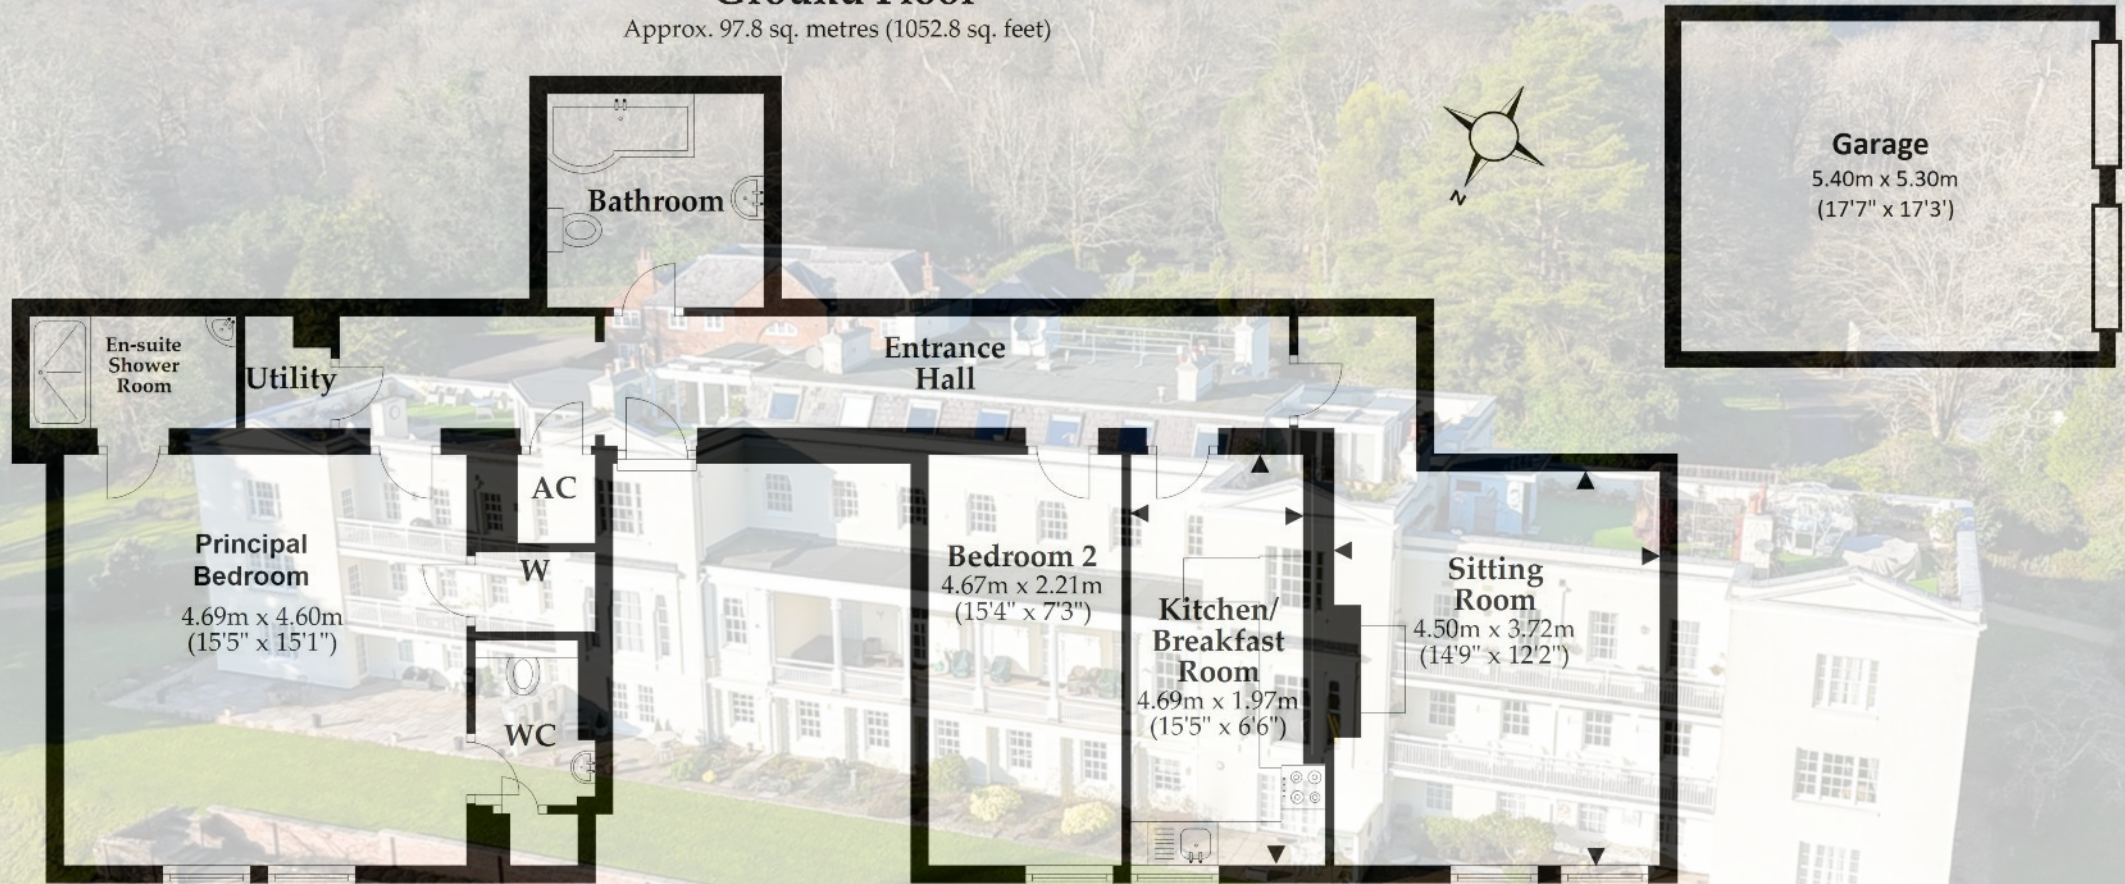 Ground Floor
Approx. 97.8 sq. metres (1052.8 sq. feet)
Garage
5.40m x 5.30m
(17'7" x 17'3')
N
Bathroom
En-suite
Shower
Room
Utility
Entrance
Hall
AC
W
WC
Principal
Bedroom
4.69m x 4.60m
(15'5" x 15'1")
Bedroom 2
4.67m x 2.21m
(15'4" x 7'3")
Kitchen/
Breakfast
Room
4.69m x 1.97m
(15'5" x 6'6")
Sitting
Room
4.50m x 3.72m
(14'9" x 12'2")